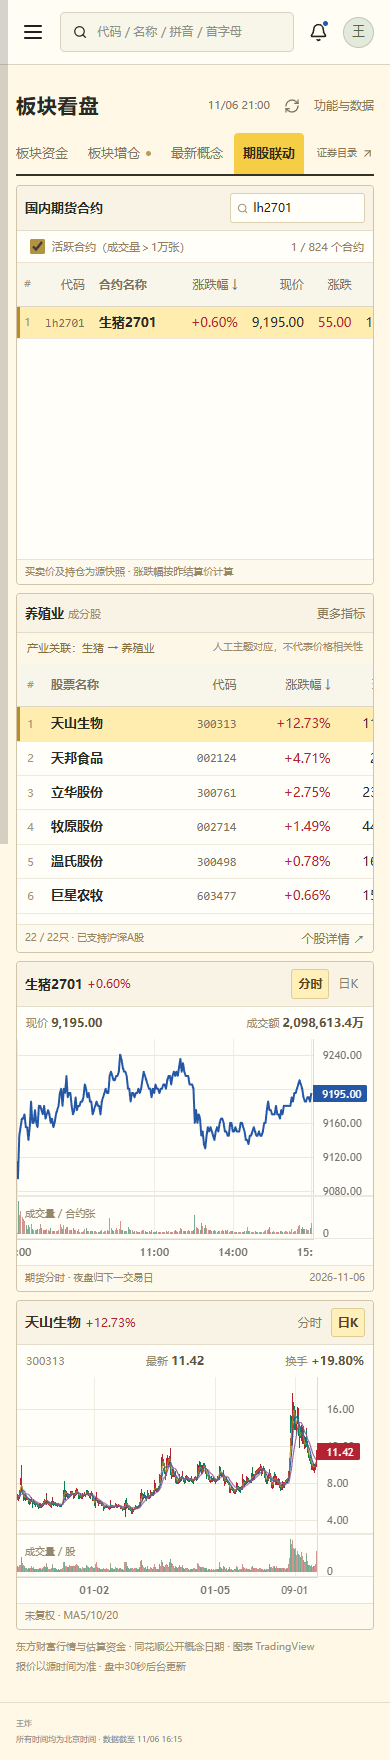 代码 / 名称 / 拼音 / 首字母
王
板块看盘
11/06 21:00
功能与数据
板块资金
板块增仓
最新概念
期股联动
证券目录 ↗
国内期货合约
lh2701
活跃合约（成交量 > 1万张）
1 / 824 个合约
# 代码 合约名称 涨跌幅↓ 现价 涨跌
1 lh2701 生猪2701 +0.60% 9,195.00 55.00 1
买卖价及持仓为源快照 · 涨跌幅按昨结算价计算
养殖业 成分股
更多指标
产业关联：生猪 → 养殖业
人工主题对应，不代表价格相关性
# 股票名称 代码 涨跌幅↓
1 天山生物 300313 +12.73% 11
2 天邦食品 002124 +4.71% 2
3 立华股份 300761 +2.75% 23
4 牧原股份 002714 +1.49% 44
5 温氏股份 300498 +0.78% 16
6 巨星农牧 603477 +0.66% 15
22 / 22只 · 已支持沪深A股
个股详情 ↗
生猪2701 +0.60%
分时
日K
现价 9,195.00
成交额 2,098,613.4万
9240.00
9195.00
9160.00
9120.00
9080.00
成交量 / 合约张
0
:00 11:00 14:00 15:
期货分时 · 夜盘归下一交易日
2026-11-06
天山生物 +12.73%
分时
日K
300313
最新 11.42
换手 +19.80%
16.00
11.42
8.00
4.00
成交量 / 股
0
01-02 01-05 09-01
未复权 · MA5/10/20
东方财富行情与估算资金 · 同花顺公开概念日期 · 图表 TradingView
报价以源时间为准 · 盘中30秒后台更新
王炸
所有时间均为北京时间 · 数据截至 11/06 16:15